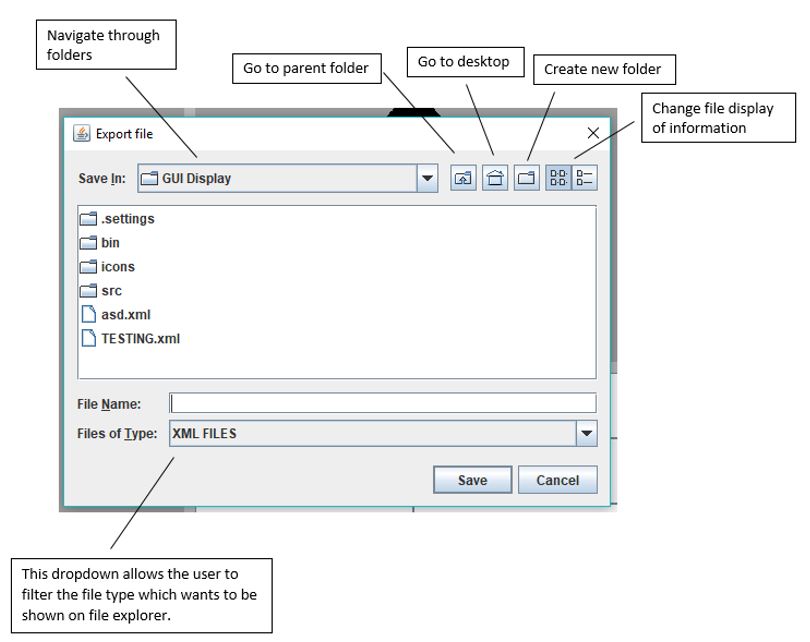 Navigate through
folders
Go to parent folder
Go to desktop
Create new folder
Change file display
of information
Export file
Save In:
GUI Display
.settings
bin
icons
src
asd.xml
TESTING.xml
File Name:
Files of Type:
XML FILES
Save
Cancel
This dropdown allows the user to
filter the file type which wants to be
shown on file explorer.